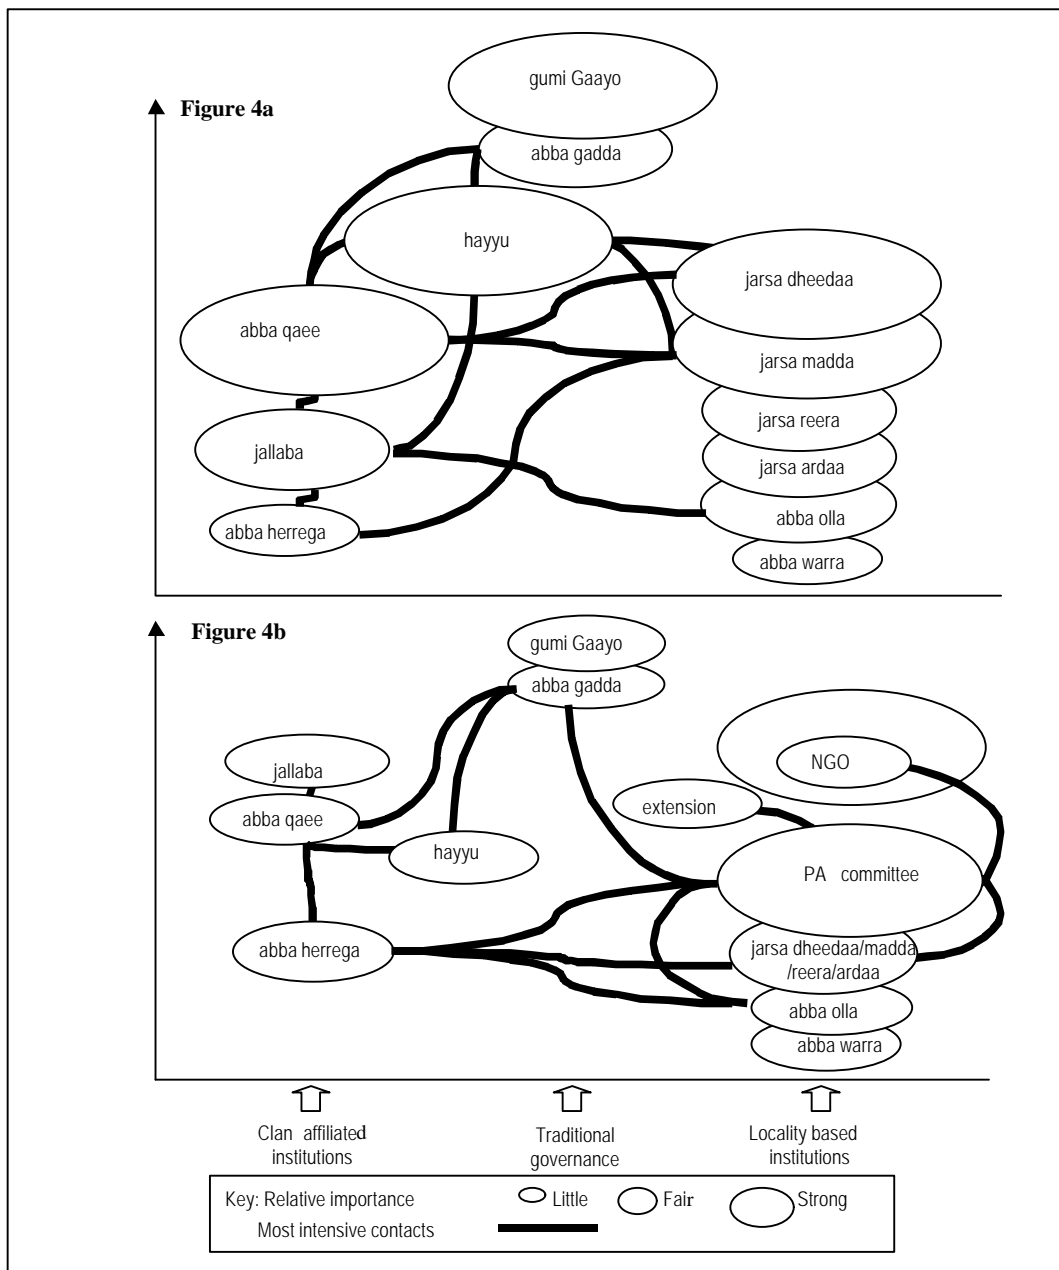 Figure 4a
gumi Gaayo
abba gadda
hayyu
jarsa dheedaa
abba qaee
jarsa madda
jarsa reera
jallaba
jarsa ardaa
abba olla
abba herrega
abba warra
Figure 4b
gumi Gaayo
abba gadda
jallaba
NGO
extension
abba qaee
hayyu
PA committee
abba herrega
jarsa dheedaa/madda
/reera/ardaa
abba olla
abba warra
Clan affiliated
institutions
Traditional
governance
Locality based
institutions
Key: Relative importance
Little
Fair
Strong
Most intensive contacts